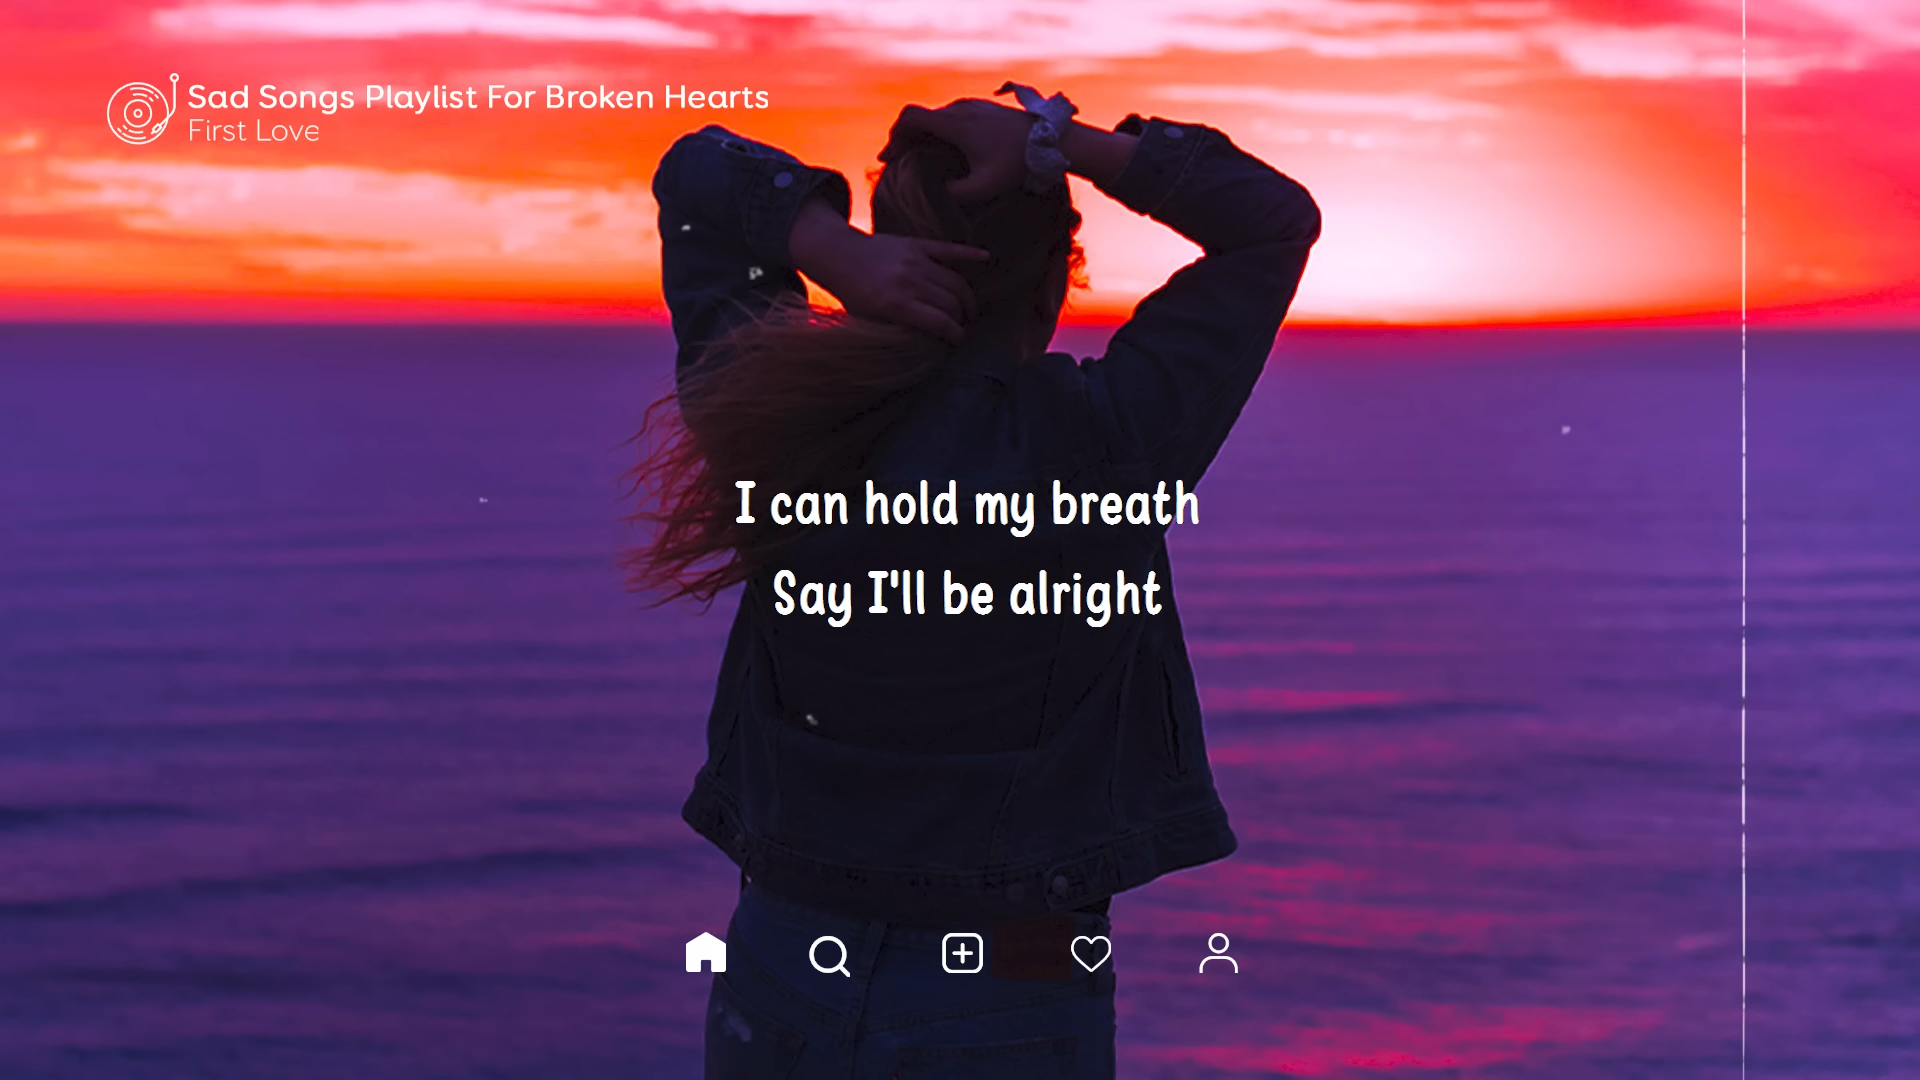 Sad Songs Playlist For Broken Hearts
First Love
I can hold my breath
Say I'll be alright